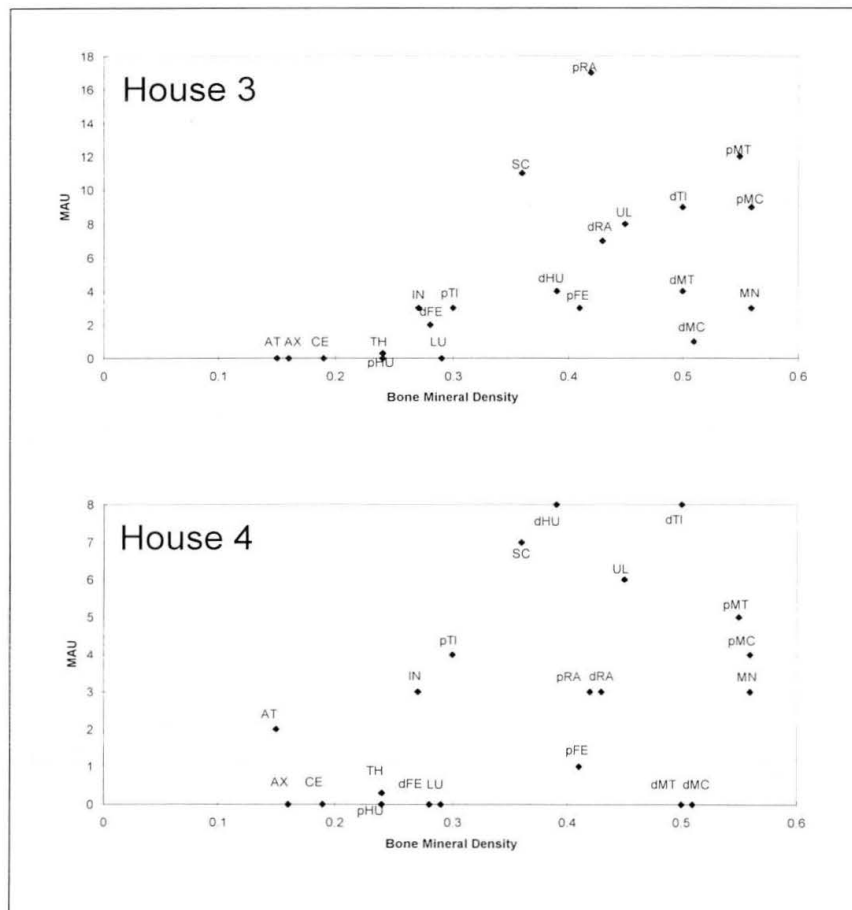 18
pRA
House 3
16
14
pMT
12
SC
10
dTI
pMC
UL
8
dRA
6
dHU
dMT
4
IN
pTI
pFE
MN
dFE
2
dMC
AT AX CE TH LU
0
pHU
MAU
0 0.1 0.2 0.3 0.4 0.5 0.6
Bone Mineral Density
8
dHU
dTI
House 4
7
SC
UL
6
pMT
5
pTI
pMC
4
IN
pRA dRA
MN
3
AT
2
pFE
TH
1
AX CE dFE LU dMT dMC
0
pHU
MAU
0 0.1 0.2 0.3 0.4 0.5 0.6
Bone Mineral Density